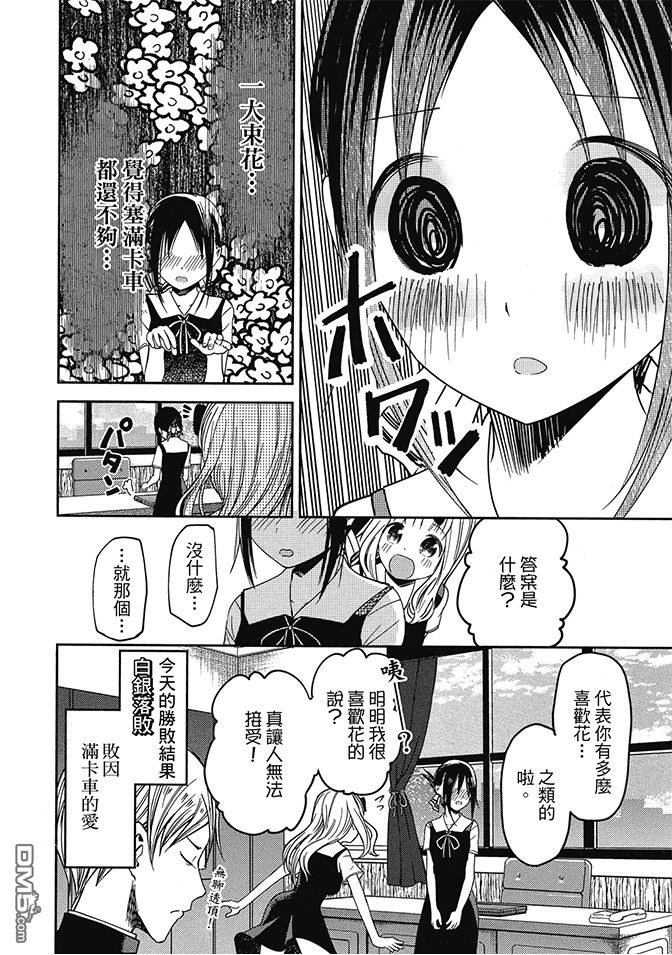 ホワッ
一大束花…
覺得塞滿卡車
都還不夠…
パタン
答案是
什麼？
沒什麼…
…就那個…
代表你有多麼
喜歡花…
之類的
啦。
咦？
明明我很
喜歡花的
說？
真讓人無法
接受！
無聊透頂！
今天的勝敗結果
白銀落敗
敗因
滿卡車的愛